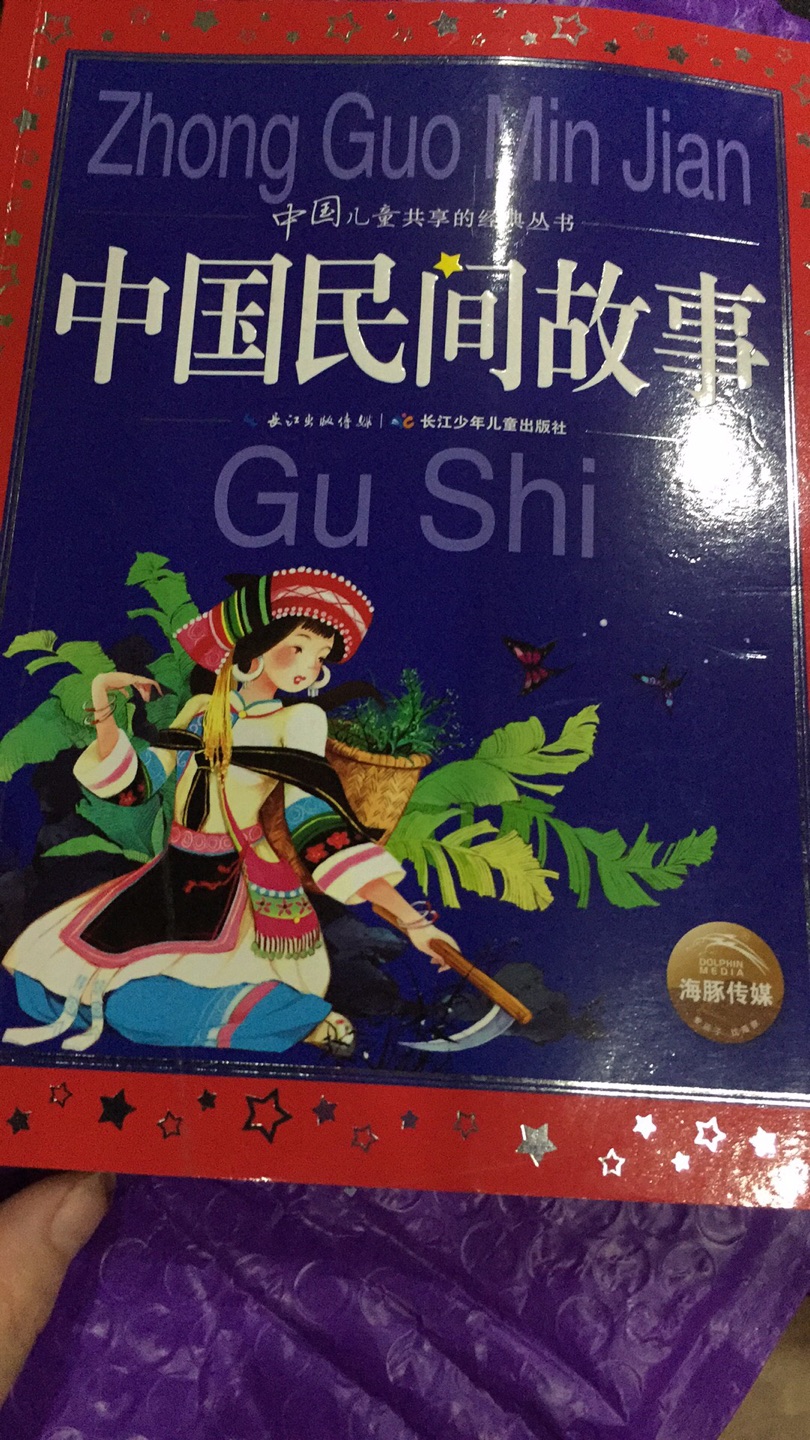 Zhong Guo Min Jian
中国儿童共享的经典丛书
中国民间故事
长江出版传媒 | 长江少年儿童出版社
Gu Shi
DOLPHIN
MEDIA
海豚传媒